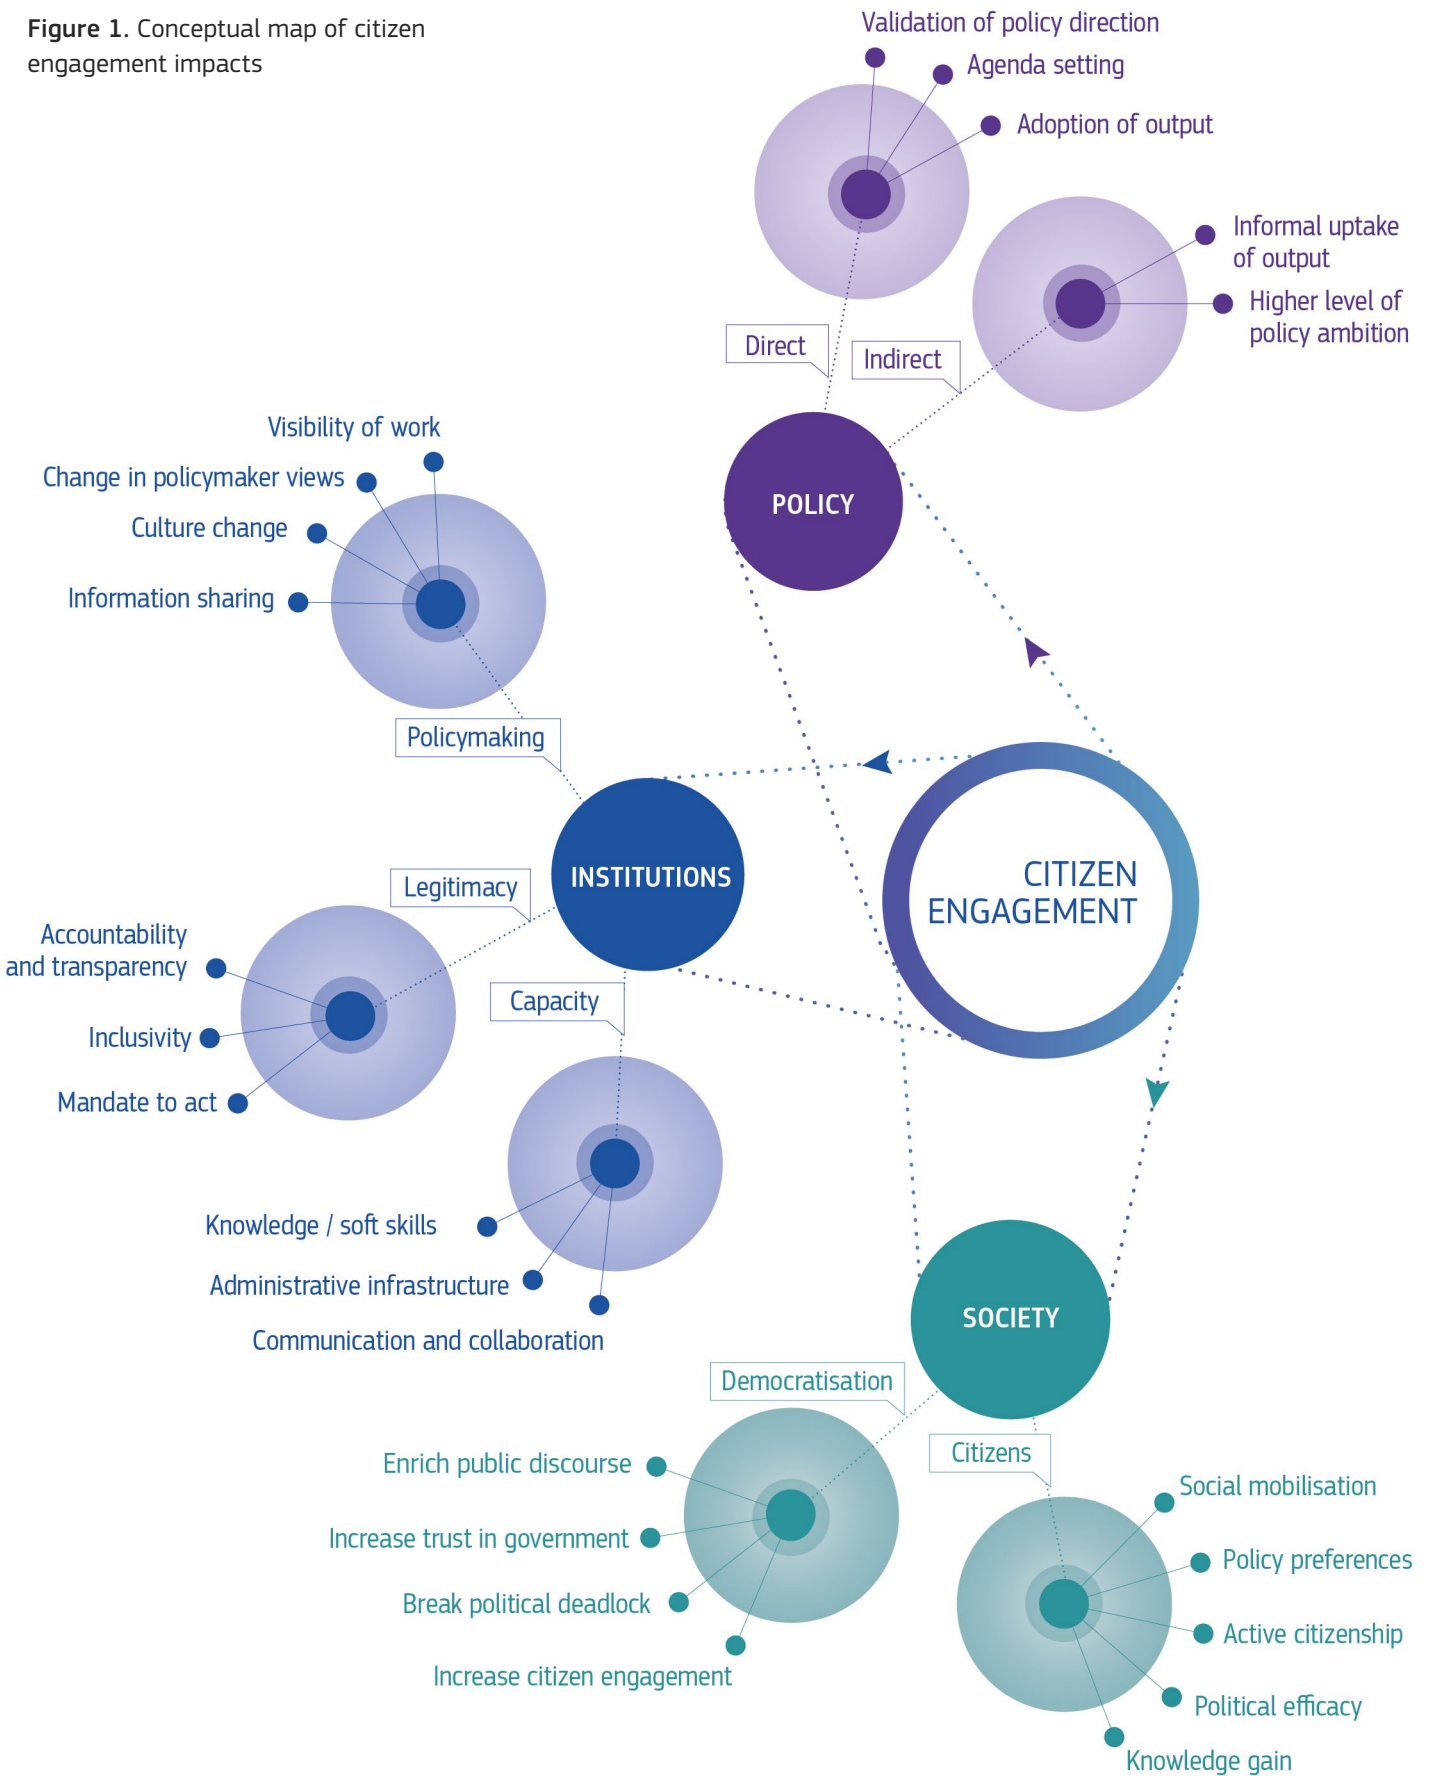 Figure 1. Conceptual map of citizen
engagement impacts
Validation of policy direction
Agenda setting
Adoption of output
Informal uptake
of output
Higher level of
policy ambition
Direct
Indirect
POLICY
Visibility of work
Change in policymaker views
Culture change
Information sharing
Policymaking
INSTITUTIONS
Legitimacy
Accountability
and transparency
Inclusivity
Mandate to act
Capacity
Knowledge / soft skills
Administrative infrastructure
Communication and collaboration
CITIZEN
ENGAGEMENT
SOCIETY
Democratisation
Enrich public discourse
Increase trust in government
Break political deadlock
Increase citizen engagement
Citizens
Social mobilisation
Policy preferences
Active citizenship
Political efficacy
Knowledge gain